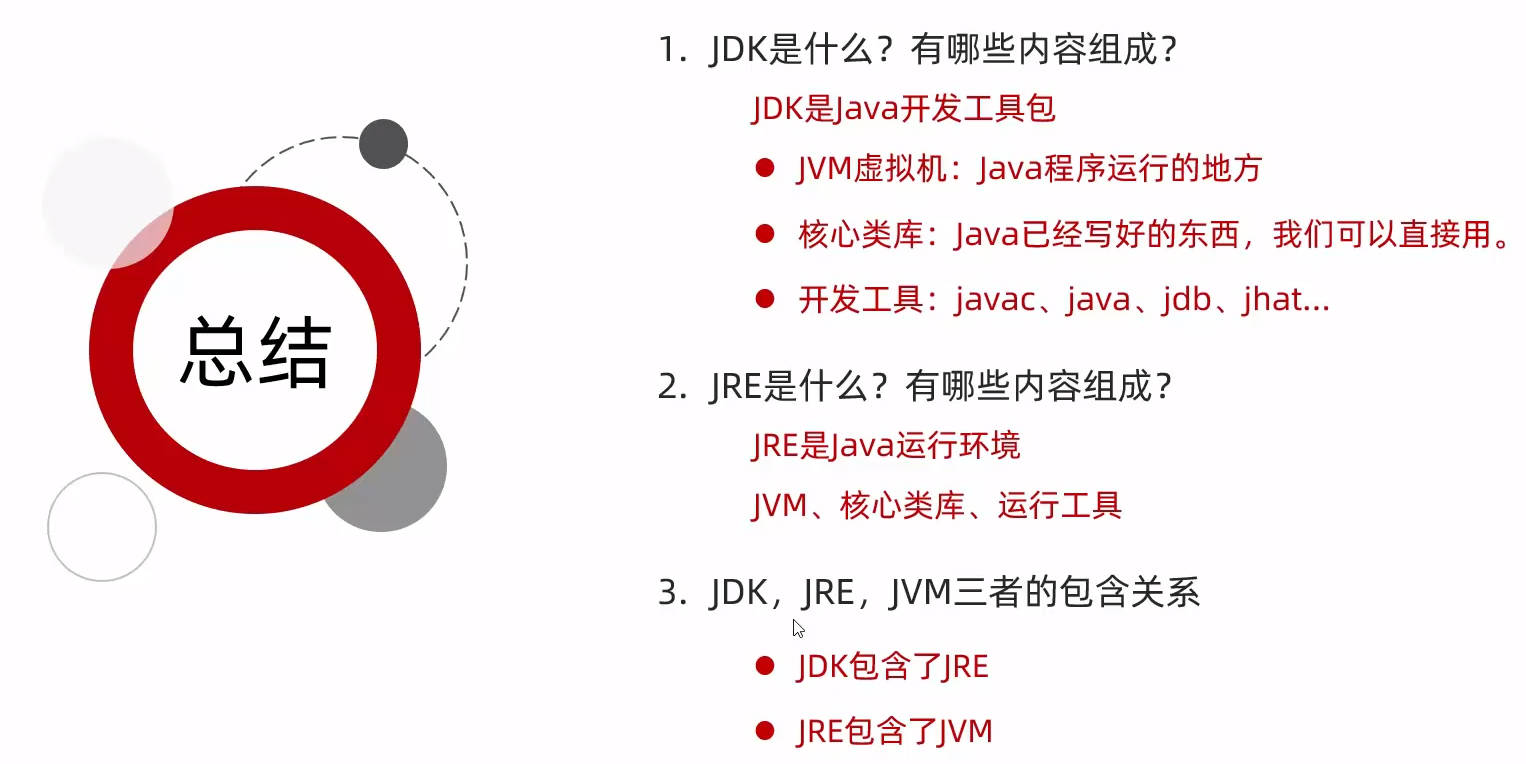 总结
1. JDK是什么？有哪些内容组成？
JDK是Java开发工具包
● JVM虚拟机：Java程序运行的地方
● 核心类库：Java已经写好的东西，我们可以直接用。
● 开发工具：javac、java、jdb、jhat...
2. JRE是什么？有哪些内容组成？
JRE是Java运行环境
JVM、核心类库、运行工具
3. JDK，JRE，JVM三者的包含关系
● JDK包含了JRE
● JRE包含了JVM